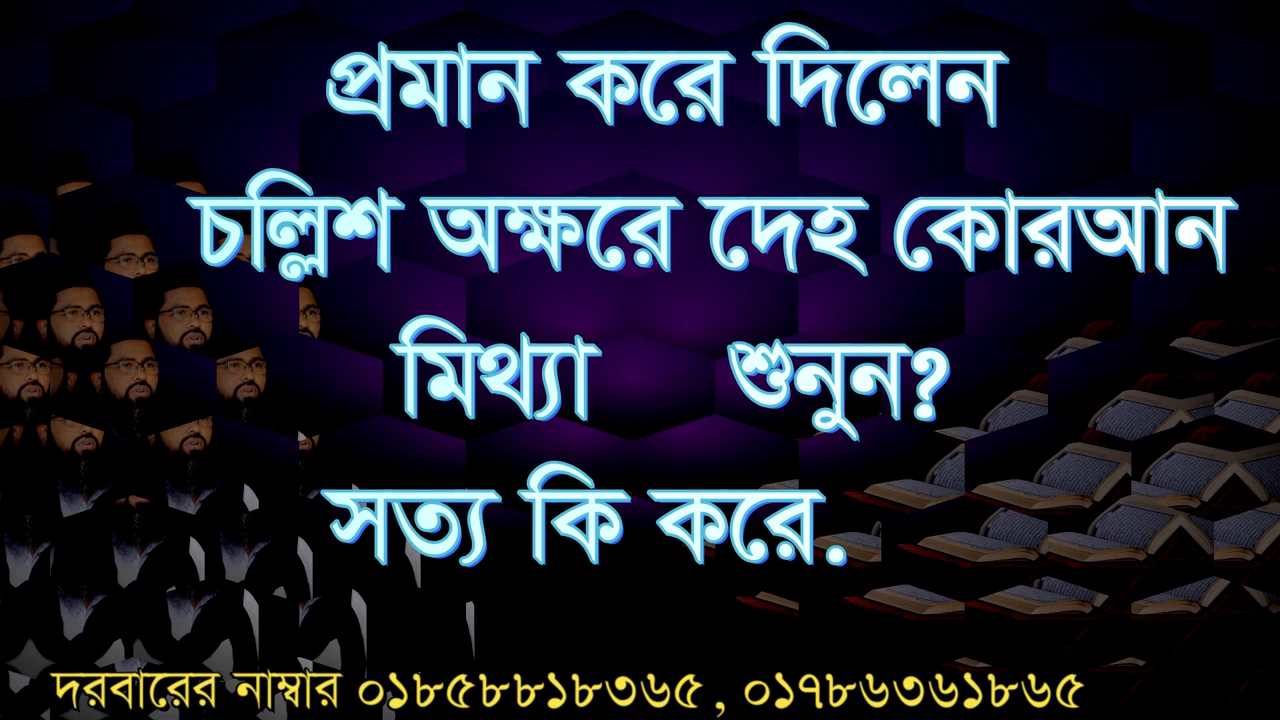 প্রমান করে দিলেন
চল্লিশ অক্ষরে দেহ কোরআন
মিথ্যা শুনুন?
সত্য কি করে.
দরবারের নাম্বার ০১৮৫৮৮১৮৩৬৫, ০১৭৮৬৩৬১৮৬৫